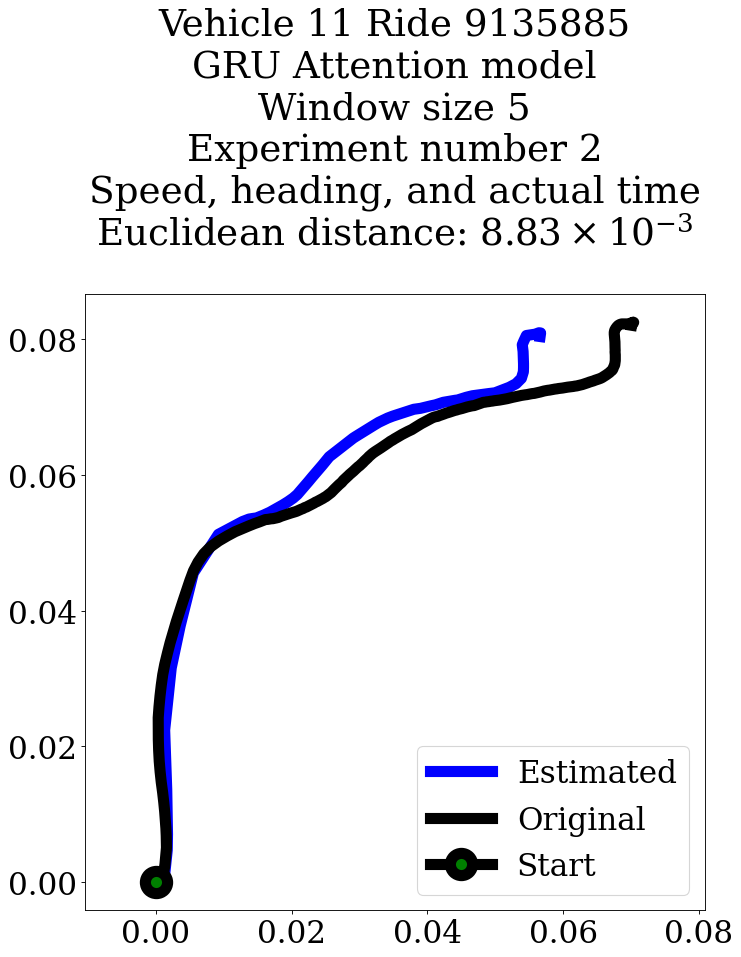 Vehicle 11 Ride 9135885
GRU Attention model
Window size 5
Experiment number 2
Speed, heading, and actual time
Euclidean distance: 8.83 × 10⁻³
0.08
0.06
0.04
0.02
0.00
Estimated
Original
Start
0.00 0.02 0.04 0.06 0.08